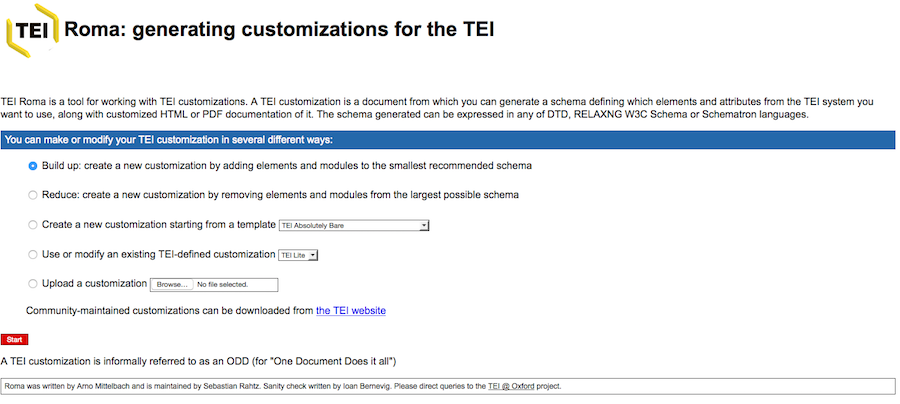 TEI Roma: generating customizations for the TEI
TEI Roma is a tool for working with TEI customizations. A TEI customization is a document from which you can generate a schema defining which elements and attributes from the TEI system you
want to use, along with customized HTML or PDF documentation of it. The schema generated can be expressed in any of DTD, RELAXNG W3C Schema or Schematron languages.
You can make or modify your TEI customization in several different ways:
Build up: create a new customization by adding elements and modules to the smallest recommended schema
Reduce: create a new customization by removing elements and modules from the largest possible schema
Create a new customization starting from a template TEI Absolutely Bare
Use or modify an existing TEI-defined customization TEI Lite
Upload a customization Browse... No file selected.
Community-maintained customizations can be downloaded from the TEI website
Start
A TEI customization is informally referred to as an ODD (for "One Document Does it all")
Roma was written by Arno Mittelbach and is maintained by Sebastian Rahtz. Sanity check written by Ioan Bernevig. Please direct queries to the TEI @ Oxford project.